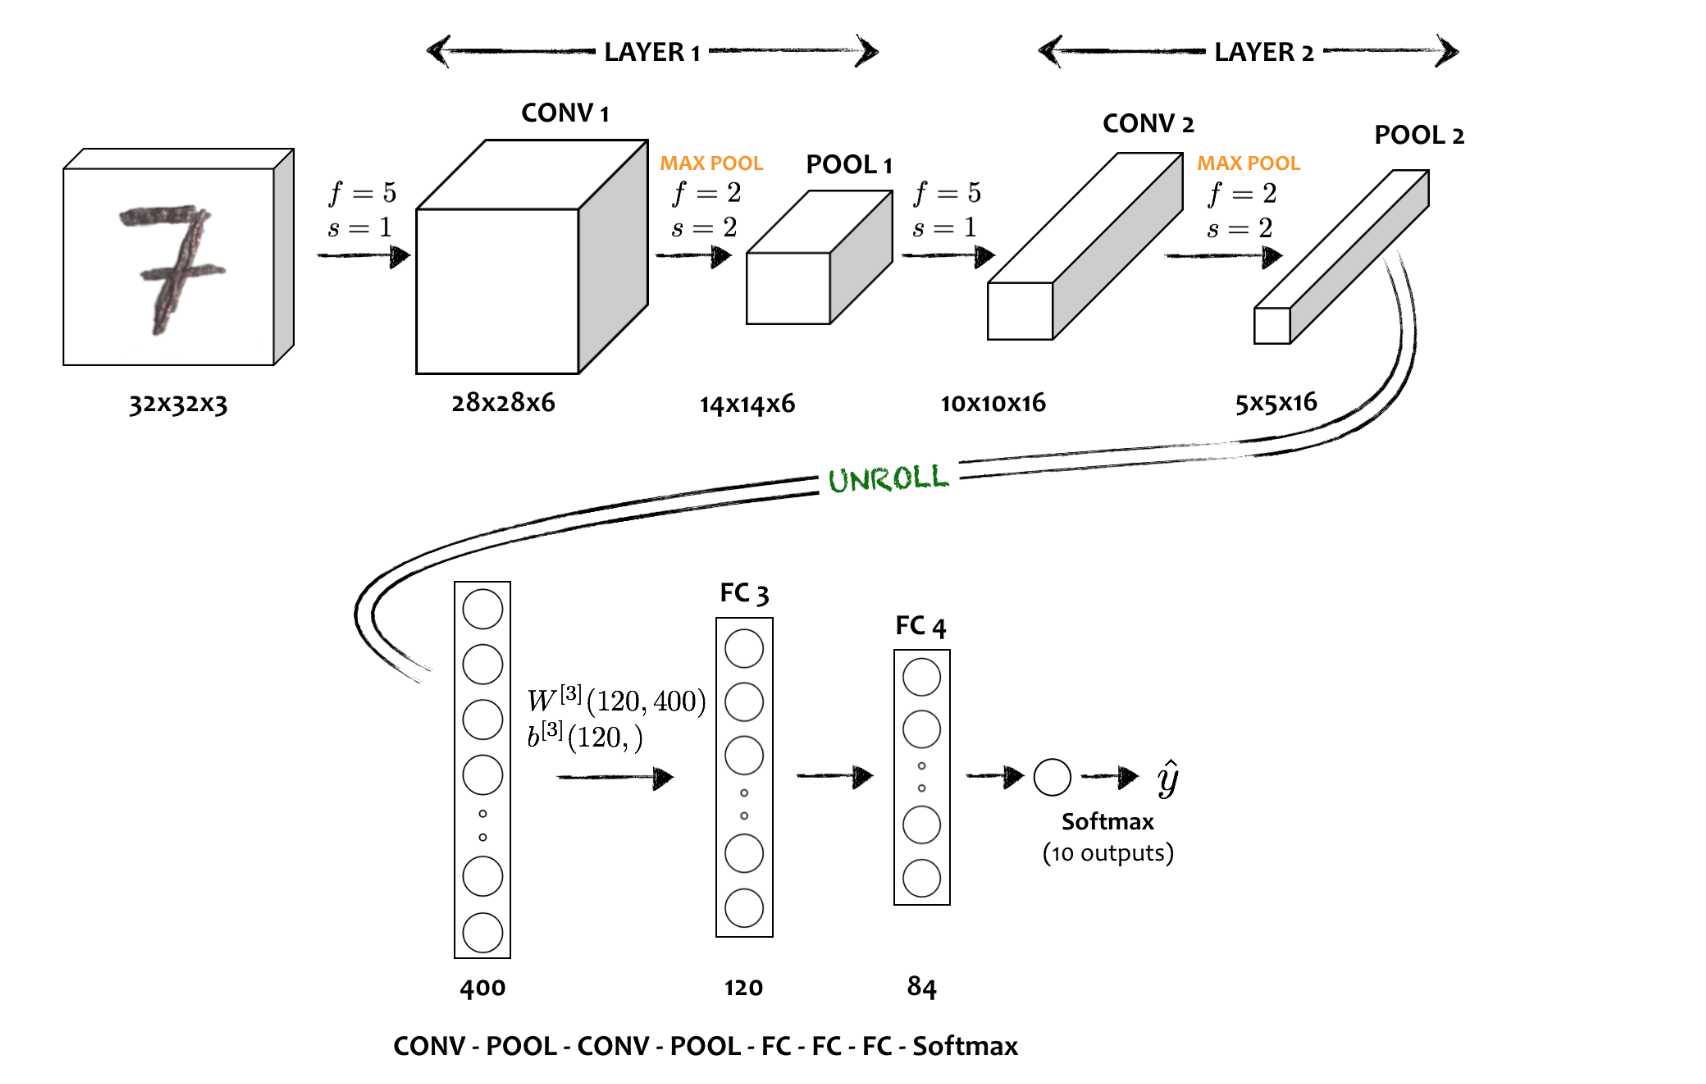 LAYER 1
LAYER 2
CONV 1
CONV 2
POOL 2
MAX POOL
POOL 1
MAX POOL
7
f = 5
s = 1
f = 2
s = 2
f = 5
s = 1
f = 2
s = 2
32x32x3
28x28x6
14x14x6
10x10x16
5x5x16
UNROLL
FC 3
FC 4
W^{[3]}(120, 400)
b^{[3]}(120, )
ŷ
Softmax
(10 outputs)
400
120
84
CONV - POOL - CONV - POOL - FC - FC - FC - Softmax